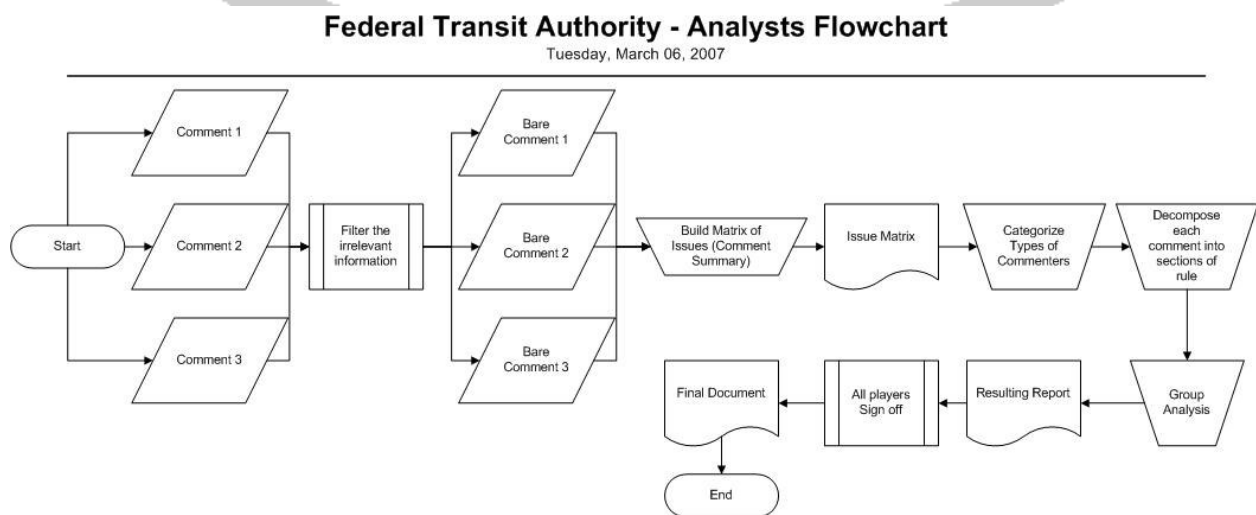 Federal Transit Authority - Analysts Flowchart
Tuesday, March 06, 2007
Start
Comment 1
Comment 2
Comment 3
Filter the
irrelevant
information
Bare
Comment 1
Bare
Comment 2
Bare
Comment 3
Build Matrix of
Issues (Comment
Summary)
Issue Matrix
Categorize
Types of
Commenters
Decompose
each
comment into
sections of
rule
Group
Analysis
Resulting Report
All players
Sign off
Final Document
End